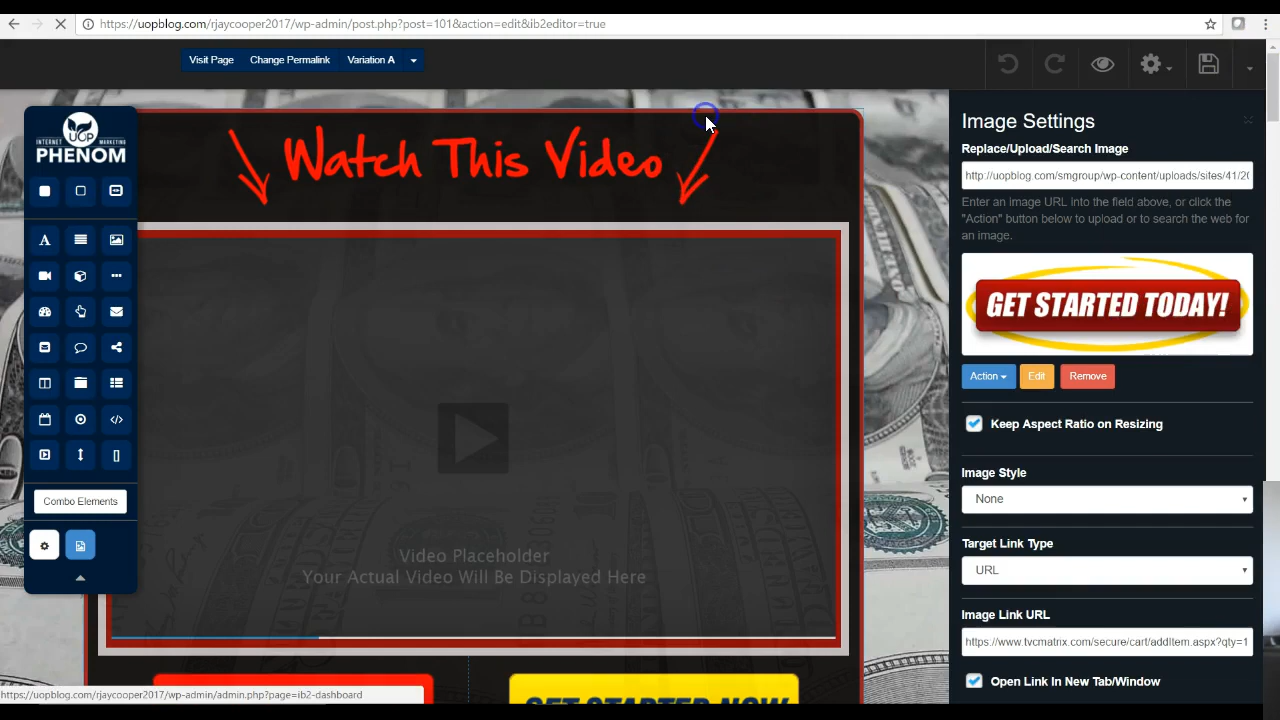 https://uopblog.com/rjaycooper2017/wp-admin/post.php?post=101&action=edit&ib2editor=true
Visit Page
Change Permalink
Variation A
INTERNET UOP MARKETING
PHENOM
Watch This Video
Video Placeholder
Your Actual Video Will Be Displayed Here
GET STARTED NOW
Combo Elements
Image Settings
Replace/Upload/Search Image
http://uopblog.com/smgroup/wp-content/uploads/sites/41/20
Enter an image URL into the field above, or click the
"Action" button below to upload or to search the web for
an image.
GET STARTED TODAY!
Action
Edit
Remove
Keep Aspect Ratio on Resizing
Image Style
None
Target Link Type
URL
Image Link URL
https://www.tvcmatrix.com/secure/cart/addItem.aspx?qty=1
Open Link In New Tab/Window
https://uopblog.com/rjaycooper2017/wp-admin/admin.php?page=ib2-dashboard